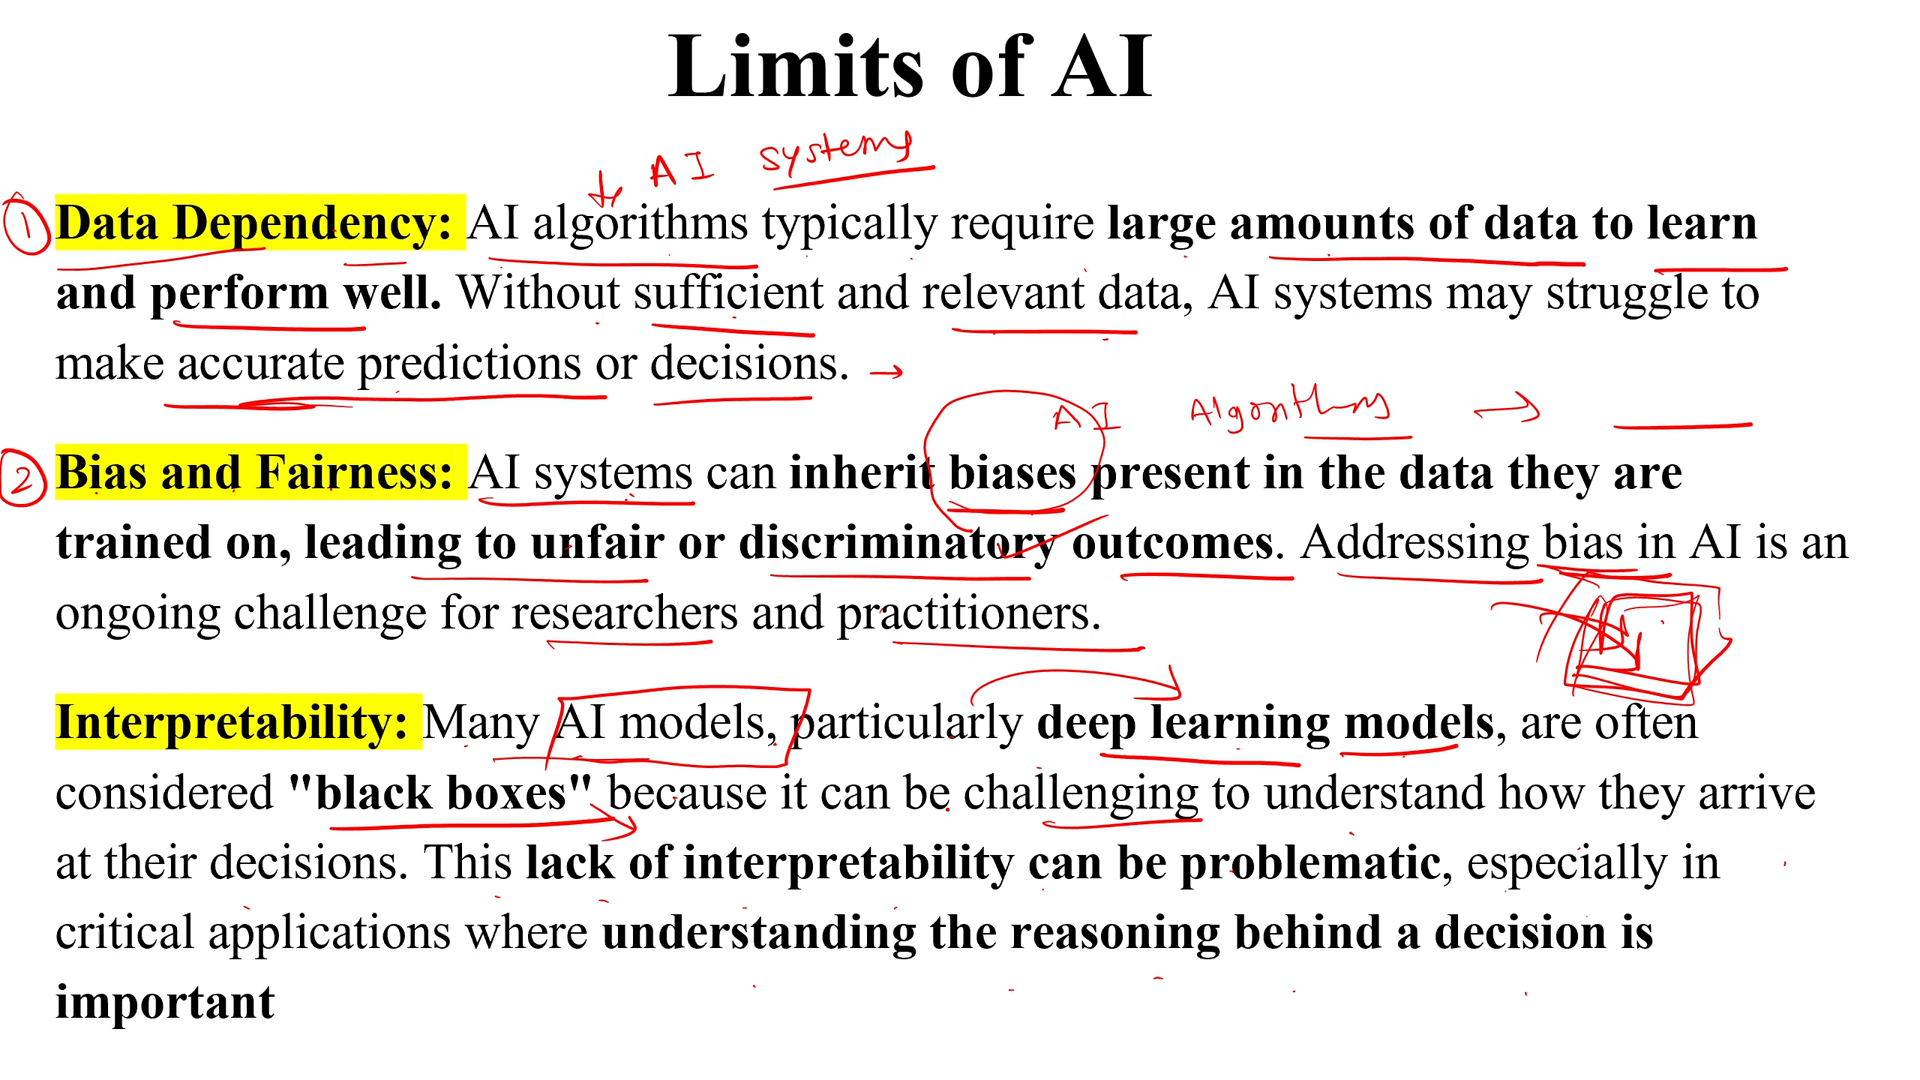 Limits of AI
AI systems
1 Data Dependency: AI algorithms typically require large amounts of data to learn
and perform well. Without sufficient and relevant data, AI systems may struggle to
make accurate predictions or decisions.
AI Algorithms
2 Bias and Fairness: AI systems can inherit biases present in the data they are
trained on, leading to unfair or discriminatory outcomes. Addressing bias in AI is an
ongoing challenge for researchers and practitioners.
Interpretability: Many AI models, particularly deep learning models, are often
considered "black boxes" because it can be challenging to understand how they arrive
at their decisions. This lack of interpretability can be problematic, especially in
critical applications where understanding the reasoning behind a decision is
important